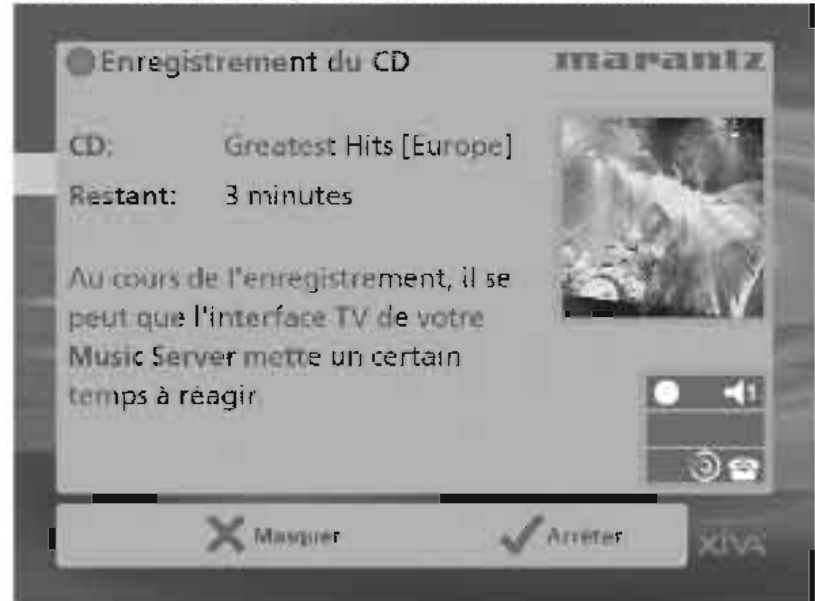 Enregistrement du CD
marantz
CD: Greatest Hits [Europe]
Restant: 3 minutes
Au cours de l'enregistrement, il se
peut que l'interface TV de votre
Music Server mette un certain
temps à réagir
1
Masquer
Arrêter
XIVA